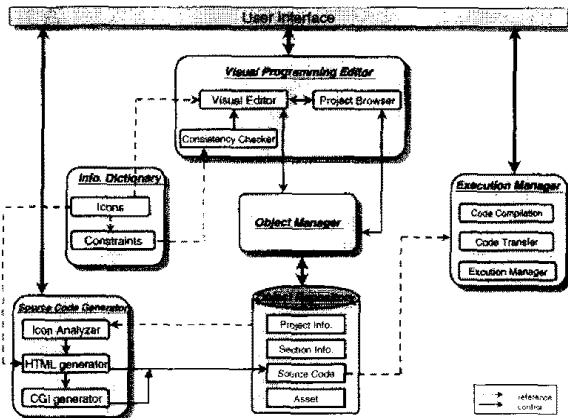 User Interface
Visual Programming Editor
Visual Editor
Project Browser
Consistency Checker
Info. Dictionary
Icons
Constraints
Object Manager
Execution Manager
Code Compilation
Code Transfer
Excution Manager
Source Code Generator
Icon Analyzer
HTML generator
CGI generator
Project Info.
Section Info.
Source Code
Asset
reference
control